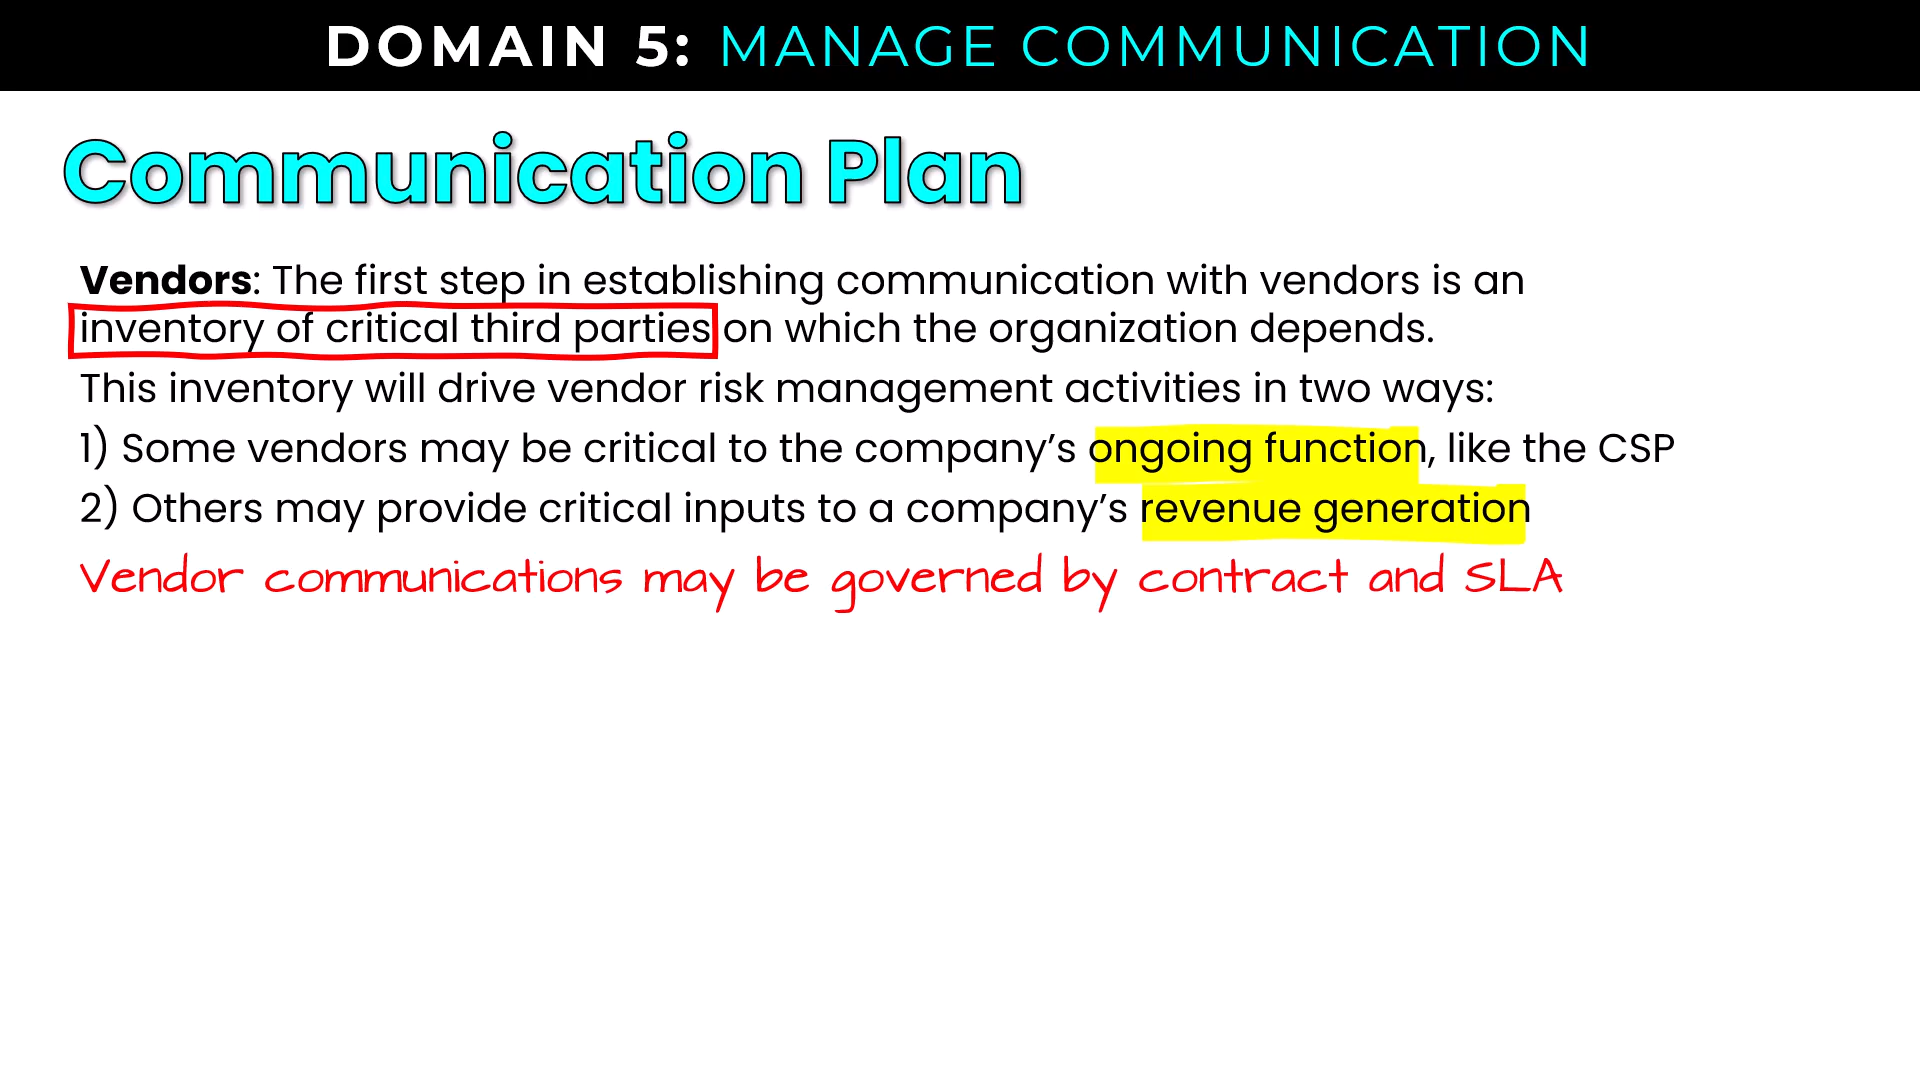 DOMAIN 5: MANAGE COMMUNICATION
Communication Plan
Vendors: The first step in establishing communication with vendors is an
inventory of critical third parties on which the organization depends.
This inventory will drive vendor risk management activities in two ways:
1) Some vendors may be critical to the company’s ongoing function, like the CSP
2) Others may provide critical inputs to a company’s revenue generation
Vendor communications may be governed by contract and SLA